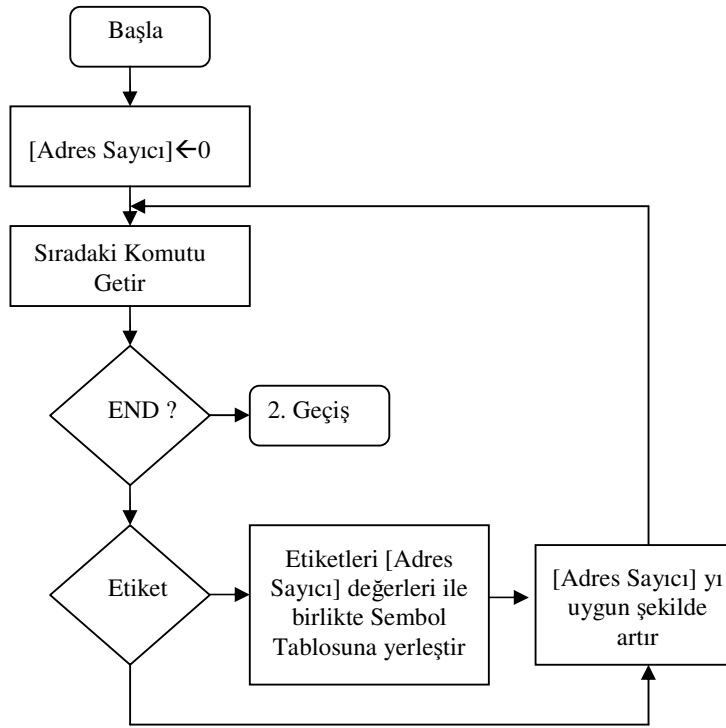 Başla
[Adres Sayıcı]←0
Sıradaki Komutu
Getir
END ?
2. Geçiş
Etiket
Etiketleri [Adres
Sayıcı] değerleri ile
birlikte Sembol
Tablosuna yerleştir
[Adres Sayıcı] yı
uygun şekilde
artır